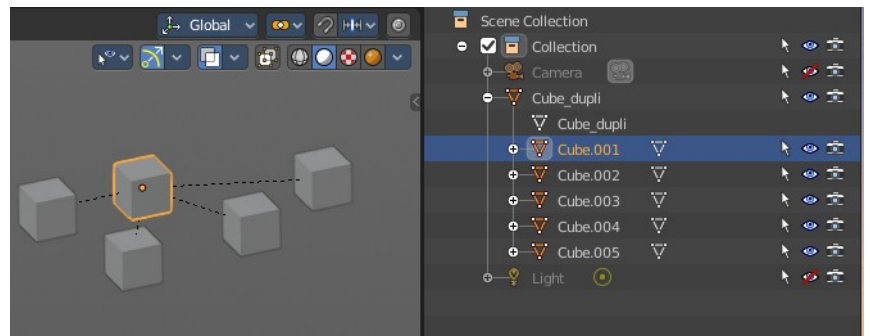 Global
Scene Collection
Collection
Camera
Cube_dupli
Cube_dupli
Cube.001
Cube.002
Cube.003
Cube.004
Cube.005
Light